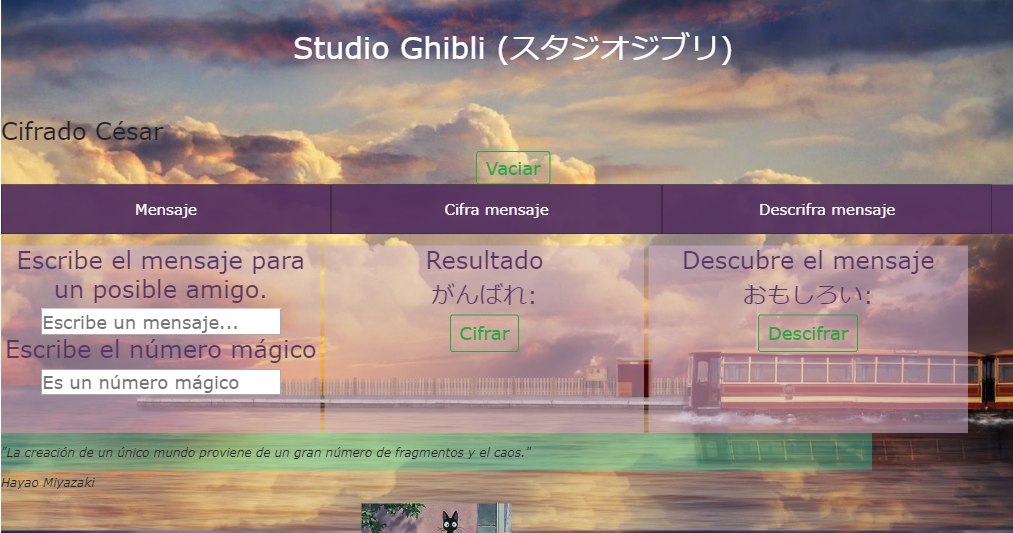 Studio Ghibli (スタジオジブリ)
Cifrado César
Vaciar
Mensaje
Cifra mensaje
Descrifra mensaje
Escribe el mensaje para
un posible amigo.
Escribe un mensaje...
Escribe el número mágico
Es un número mágico
Resultado
がんばれ:
Cifrar
Descubre el mensaje
おもしろい:
Descifrar
"La creación de un único mundo proviene de un gran número de fragmentos y el caos."
Hayao Miyazaki